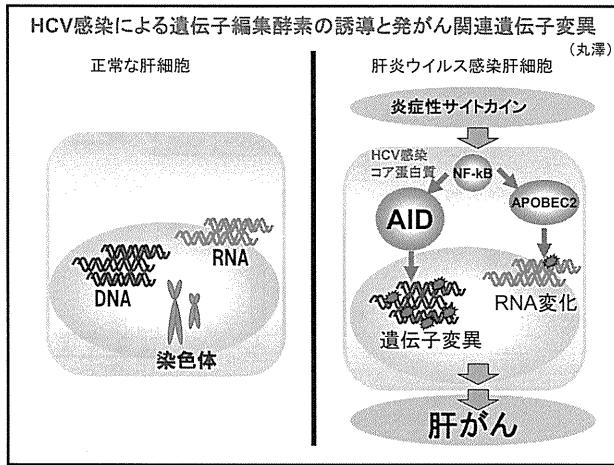 HCV感染による遺伝子編集酵素の誘導と発がん関連遺伝子変異
(丸澤)
正常な肝細胞
RNA
DNA
染色体
肝炎ウイルス感染肝細胞
炎症性サイトカイン
HCV感染
コア蛋白質
NF-kB
AID
APOBEC2
RNA変化
遺伝子変異
肝がん